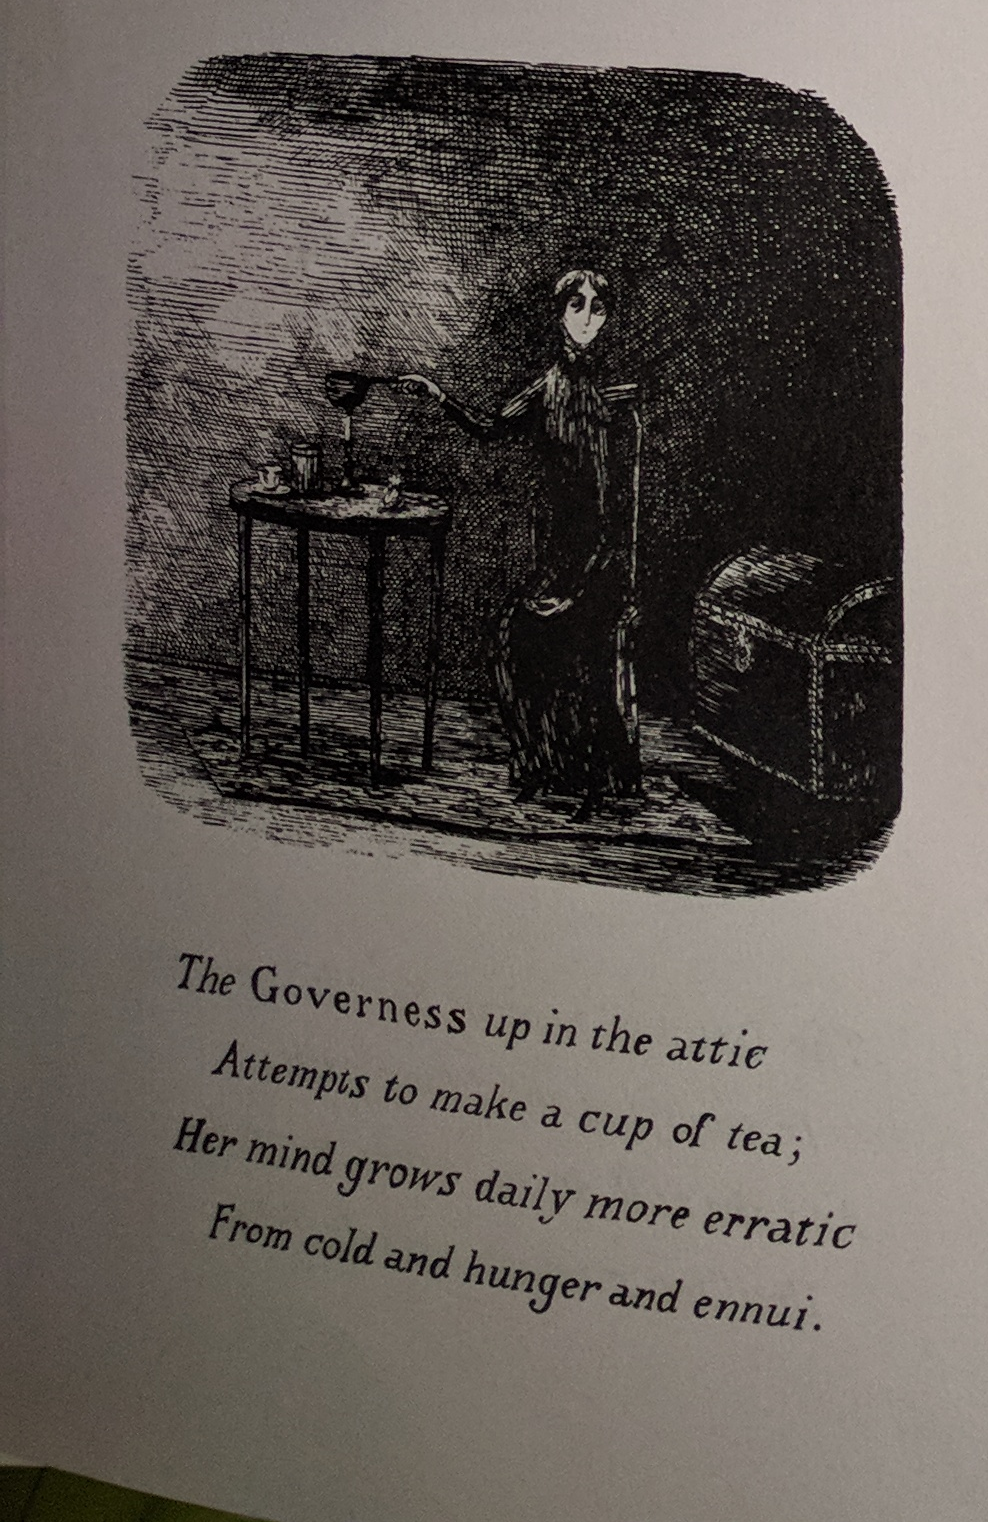 The Governess up in the attic
Attempts to make a cup of tea;
Her mind grows daily more erratic
From cold and hunger and ennui.